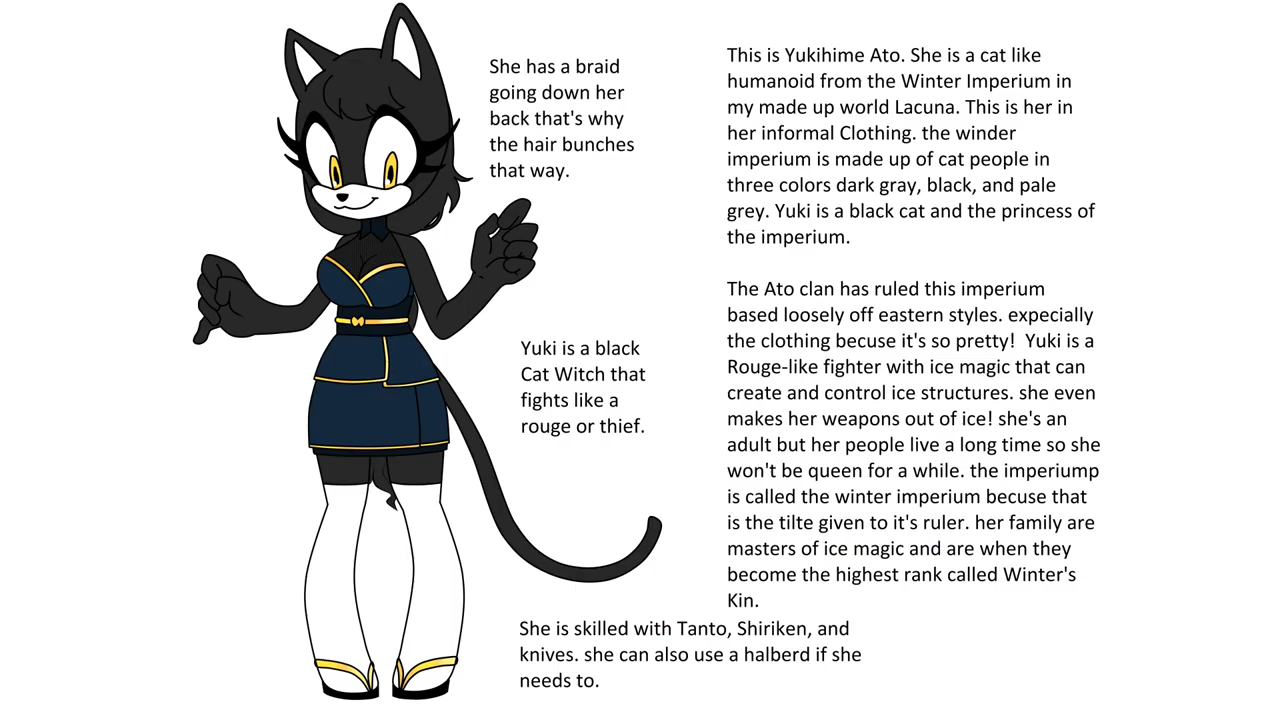 She has a braid
going down her
back that's why
the hair bunches
that way.
This is Yukihime Ato. She is a cat like
humanoid from the Winter Imperium in
my made up world Lacuna. This is her in
her informal Clothing. the winder
imperium is made up of cat people in
three colors dark gray, black, and pale
grey. Yuki is a black cat and the princess of
the imperium.
The Ato clan has ruled this imperium
based loosely off eastern styles. expecially
the clothing becuse it's so pretty! Yuki is a
Rouge-like fighter with ice magic that can
create and control ice structures. she even
makes her weapons out of ice! she's an
adult but her people live a long time so she
won't be queen for a while. the imperiump
is called the winter imperium becuse that
is the tilte given to it's ruler. her family are
masters of ice magic and are when they
become the highest rank called Winter's
Kin.
Yuki is a black
Cat Witch that
fights like a
rouge or thief.
She is skilled with Tanto, Shiriken, and
knives. she can also use a halberd if she
needs to.